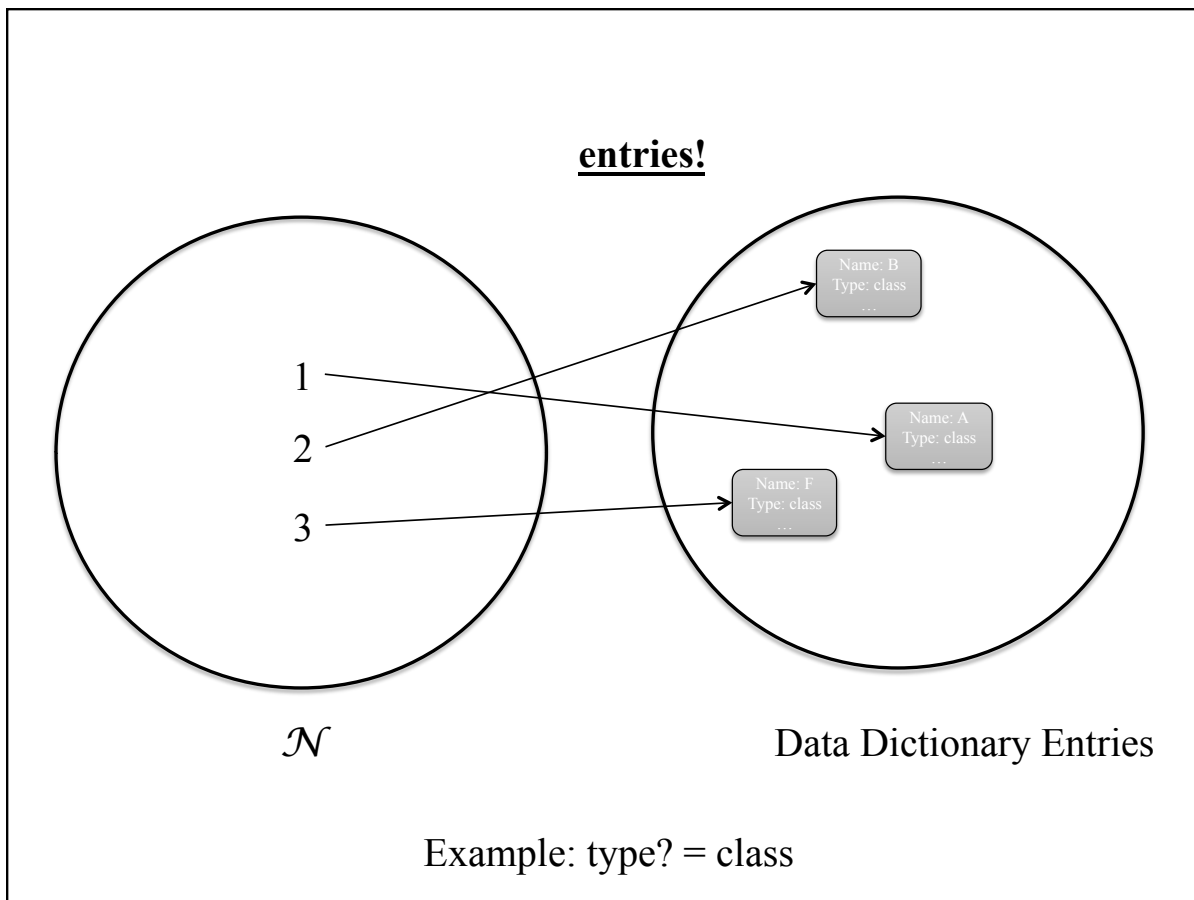 entries!
Name: B
Type: class
…
1
Name: A
Type: class
…
2
Name: F
Type: class
…
3
𝒩
Data Dictionary Entries
Example: type? = class